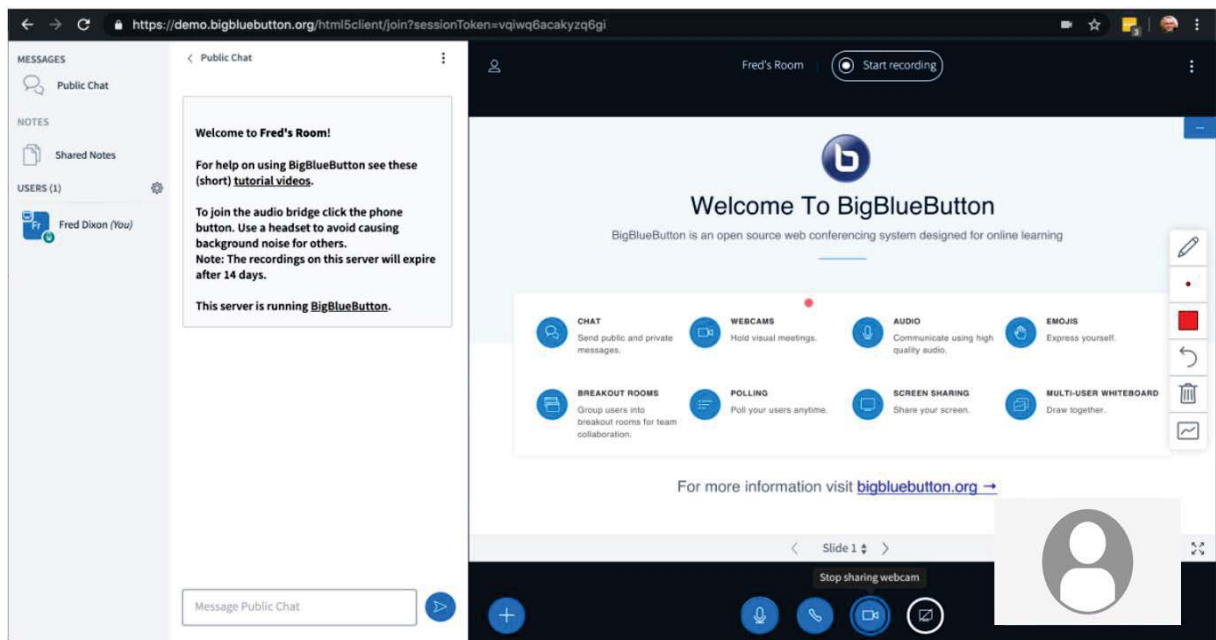 https://demo.bigbluebutton.org/html5client/join?sessionToken=vqiwq6acakyzq6gi
3
MESSAGES
Public Chat
NOTES
Shared Notes
USERS (1)
Fr
Fred Dixon (You)
Public Chat
Welcome to Fred's Room!
For help on using BigBlueButton see these
(short) tutorial videos.
To join the audio bridge click the phone
button. Use a headset to avoid causing
background noise for others.
Note: The recordings on this server will expire
after 14 days.
This server is running BigBlueButton.
Message Public Chat
Fred's Room
Start recording
b
Welcome To BigBlueButton
BigBlueButton is an open source web conferencing system designed for online learning
CHAT
Send public and private
messages.
WEBCAMS
Hold visual meetings.
AUDIO
Communicate using high
quality audio.
EMOJIS
Express yourself.
BREAKOUT ROOMS
Group users into
breakout rooms for team
collaboration.
POLLING
Poll your users anytime.
SCREEN SHARING
Share your screen.
MULTI-USER WHITEBOARD
Draw together.
For more information visit bigbluebutton.org →
Slide 1
Stop sharing webcam